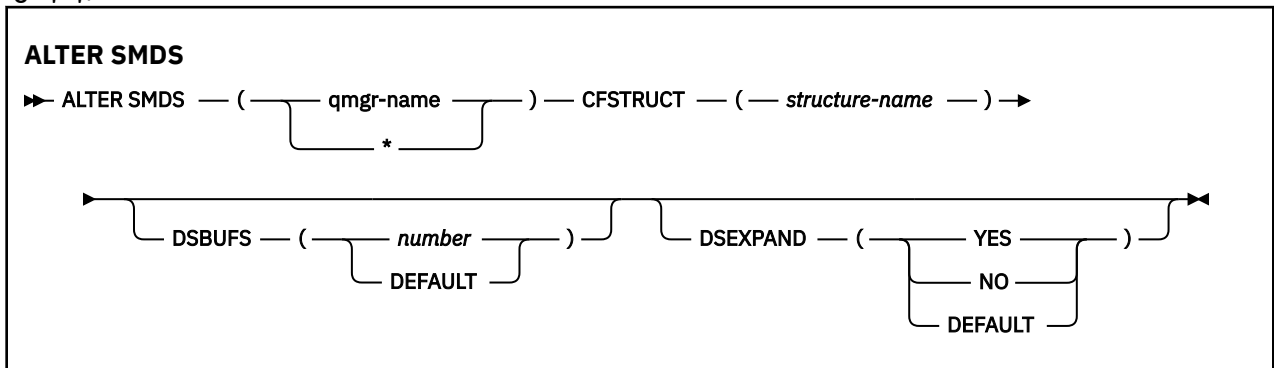 ALTER SMDS
ALTER SMDS ( qmgr-name ) CFSTRUCT ( structure-name )
*
DSBUFS ( number ) DSEXPAND ( YES )
DEFAULT NO
DEFAULT